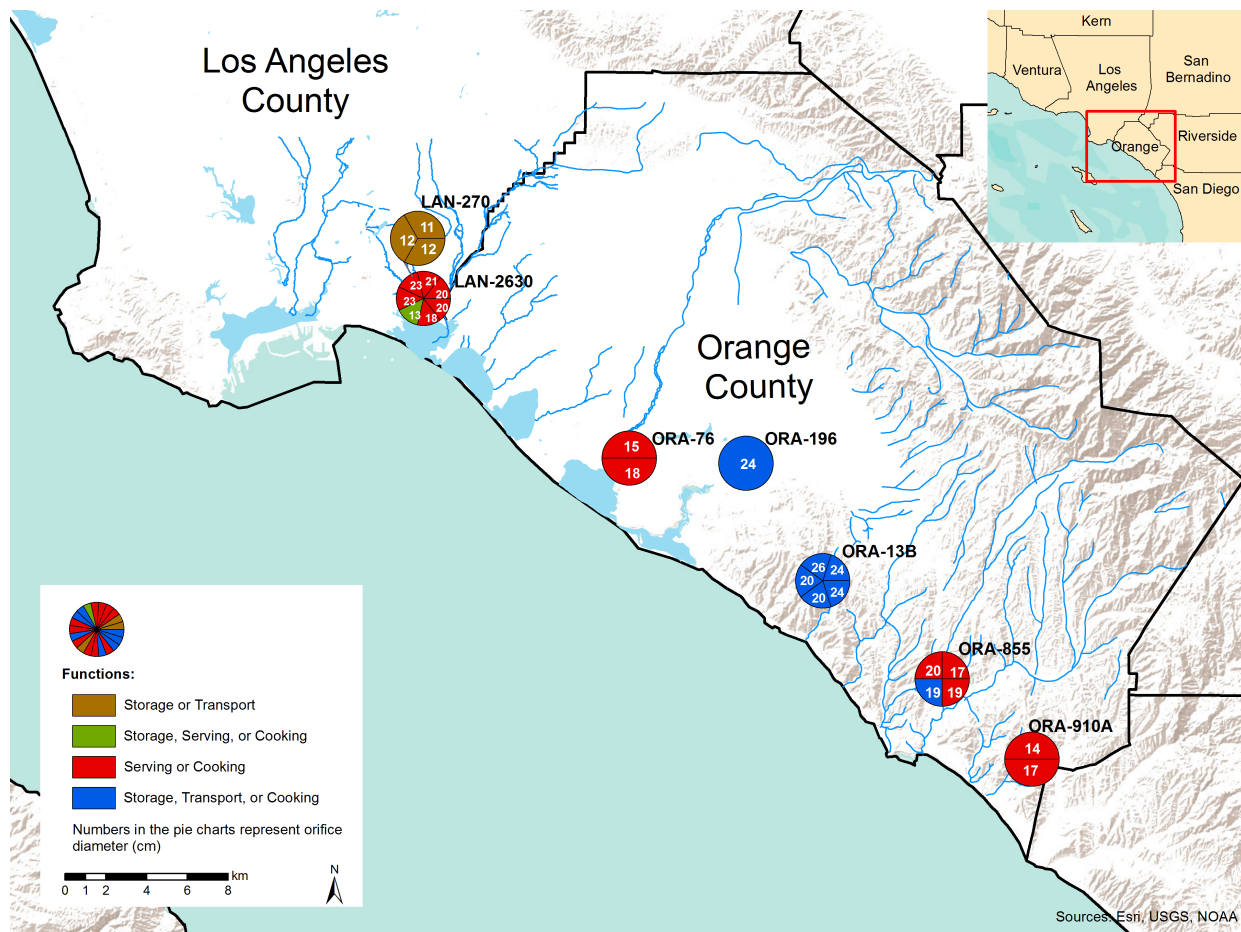 Los Angeles
County
Kern
Ventura
Los
Angeles
San
Bernadino
Orange
Riverside
San Diego
LAN-270
11
12
12
LAN-2630
23
21
20
23
20
13
18
Orange
County
ORA-76
15
18
ORA-196
24
ORA-13B
26
24
20
24
20
ORA-855
20
17
19
19
ORA-910A
14
17
Functions:
Storage or Transport
Storage, Serving, or Cooking
Serving or Cooking
Storage, Transport, or Cooking
Numbers in the pie charts represent orifice
diameter (cm)
km
0 1 2 4 6 8
N
Sources: Esri, USGS, NOAA